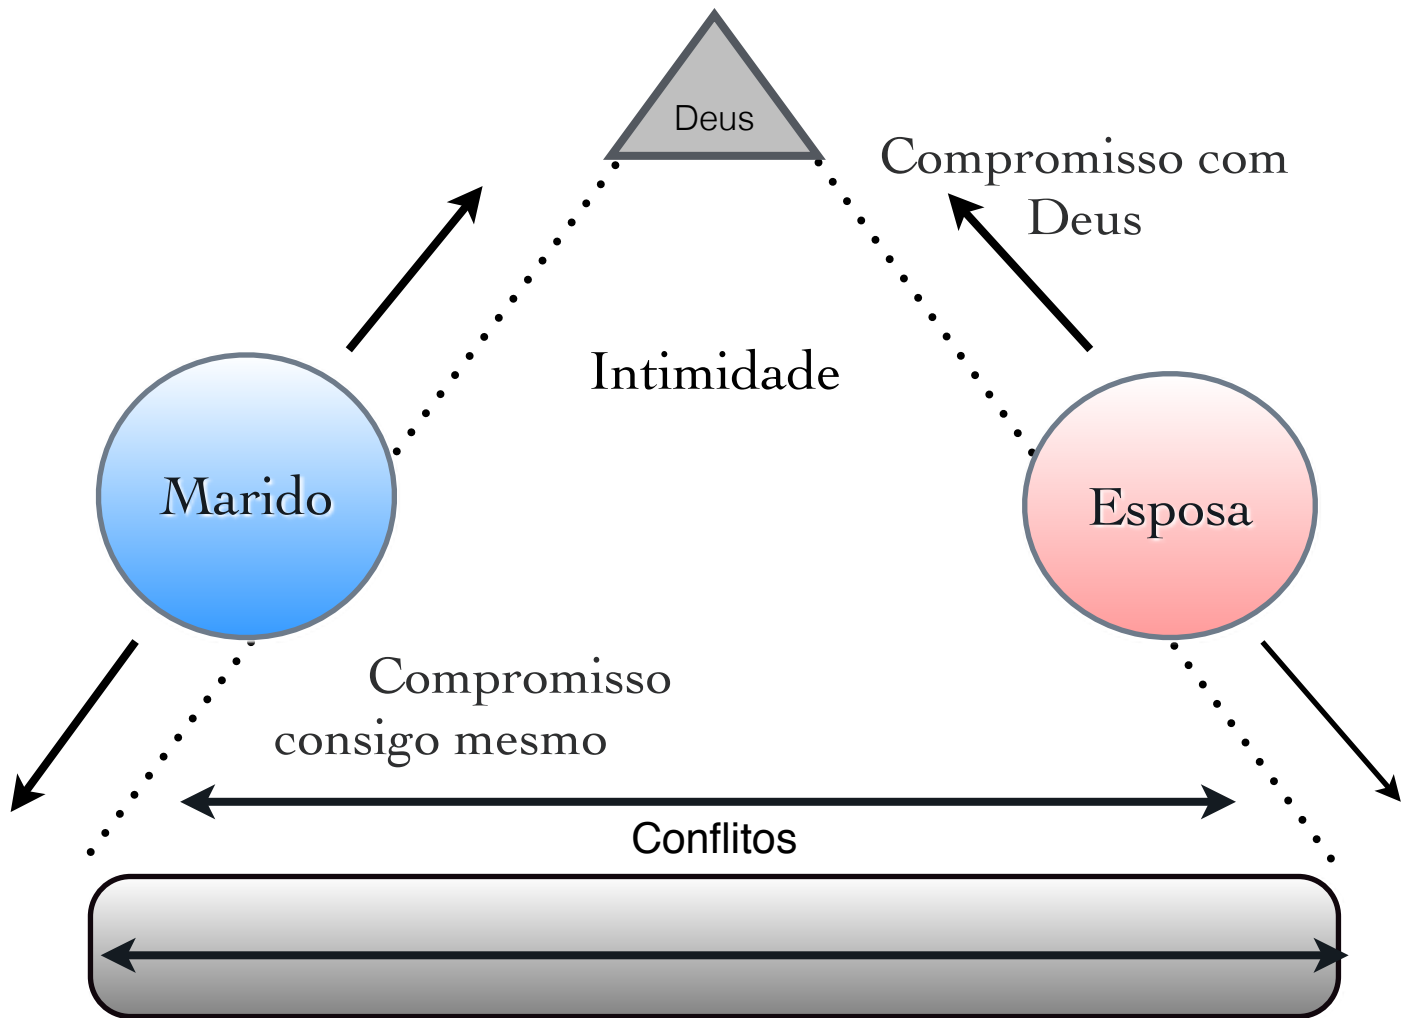 Deus
Compromisso com
Deus
Intimidade
Marido
Esposa
Compromisso
consigo mesmo
Conflitos